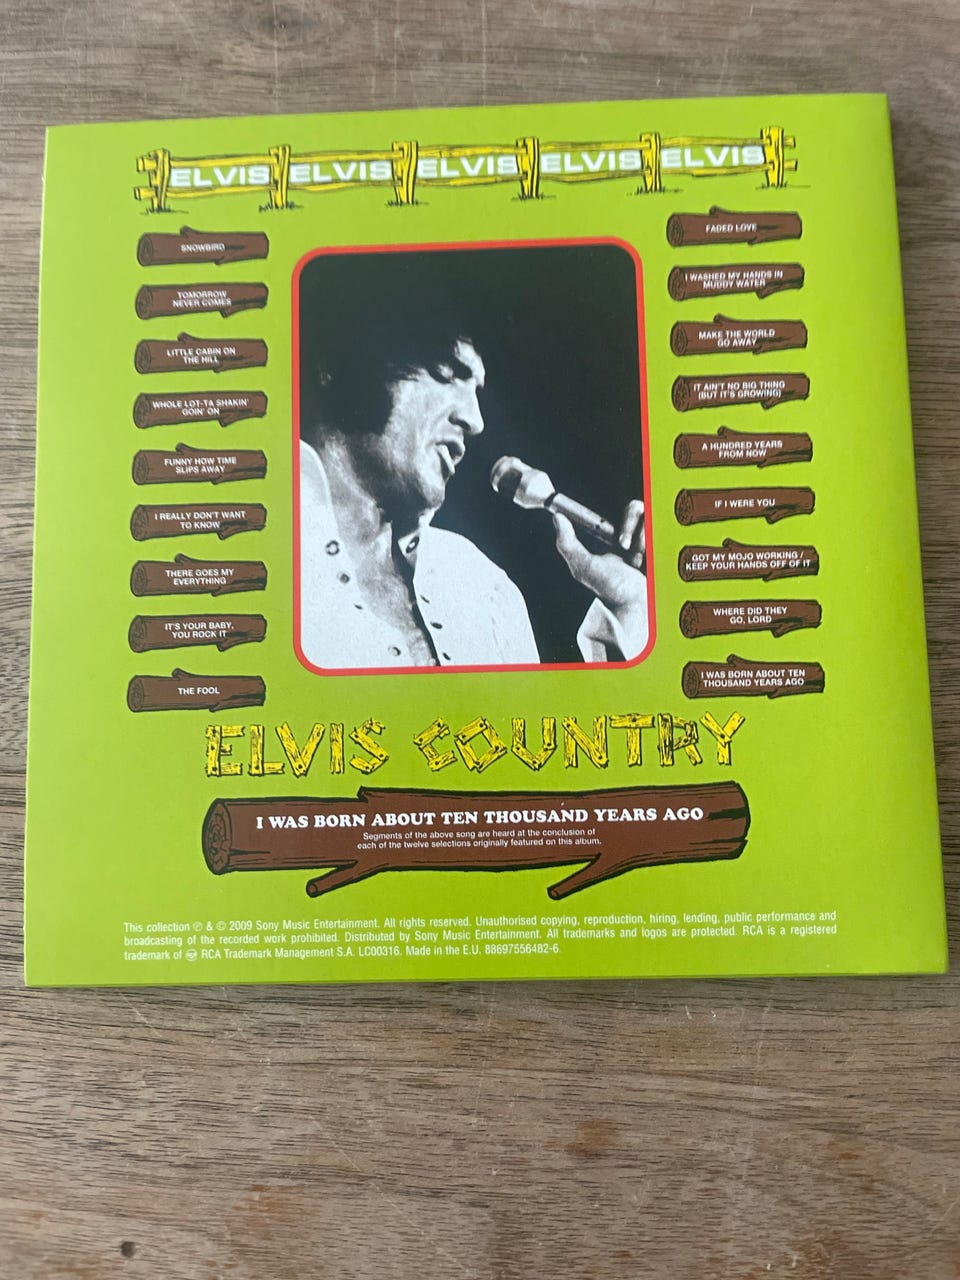 ELVIS ELVIS ELVIS ELVIS ELVIS
SNOWBIRD
TOMORROW
NEVER COMES
LITTLE CABIN ON
THE HILL
WHOLE LOT-TA SHAKIN'
GOIN' ON
FUNNY HOW TIME
SLIPS AWAY
I REALLY DON'T WANT
TO KNOW
THERE GOES MY
EVERYTHING
IT'S YOUR BABY,
YOU ROCK IT
THE FOOL
FADED LOVE
I WASHED MY HANDS IN
MUDDY WATER
MAKE THE WORLD
GO AWAY
IT AIN'T NO BIG THING
(BUT IT'S GROWING)
A HUNDRED YEARS
FROM NOW
IF I WERE YOU
GOT MY MOJO WORKING /
KEEP YOUR HANDS OFF OF IT
WHERE DID THEY
GO, LORD
I WAS BORN ABOUT TEN
THOUSAND YEARS AGO
ELVIS COUNTRY
I WAS BORN ABOUT TEN THOUSAND YEARS AGO
Segments of the above song are heard at the conclusion of
each of the twelve selections originally featured on this album.
This collection ℗ & © 2009 Sony Music Entertainment. All rights reserved. Unauthorised copying, reproduction, hiring, lending, public performance and
broadcasting of the recorded work prohibited. Distributed by Sony Music Entertainment. All trademarks and logos are protected. RCA is a registered
trademark of RCA Trademark Management S.A. LC00316. Made in the E.U. 88697556482-6